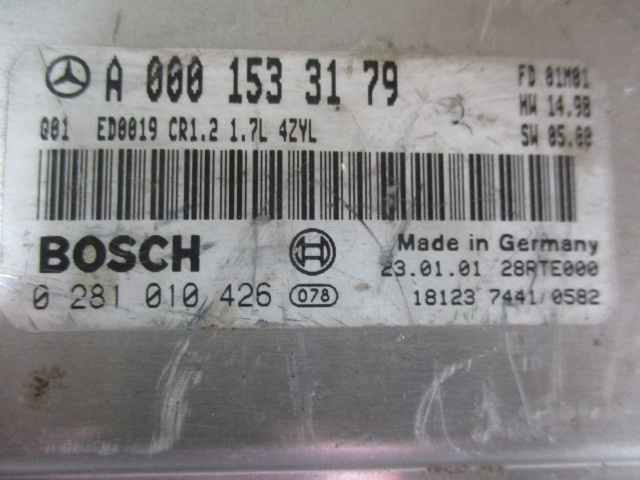 A 000 153 31 79
FD 01M01
HW 14.98
Q01 ED0019 CR1.2 1.7L 4ZYL
SW 05.00
BOSCH
Made in Germany
23.01.01 28RTE000
0 281 010 426 078
18123 7441 0582